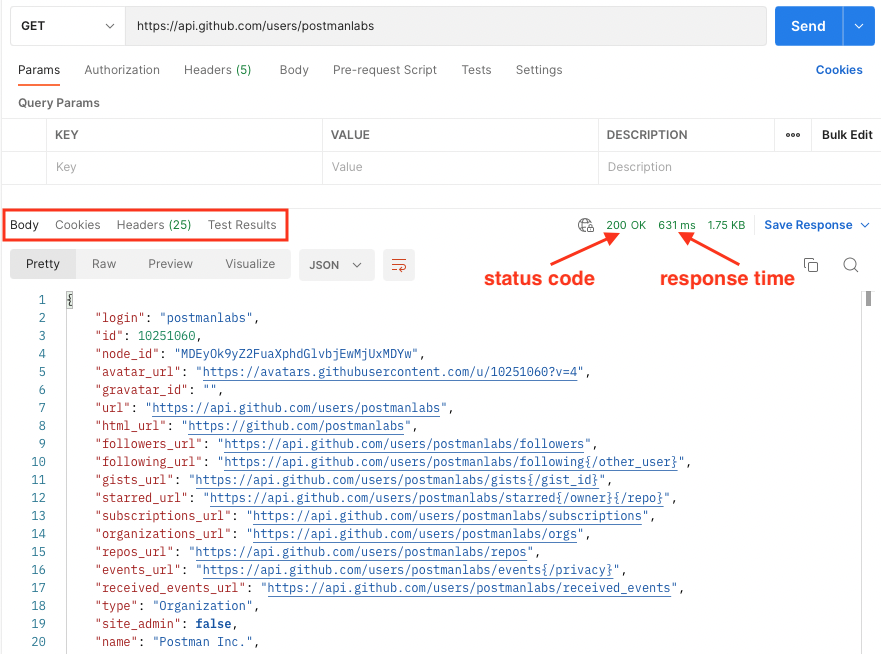 GET https://api.github.com/users/postmanlabs Send
Params Authorization Headers (5) Body Pre-request Script Tests Settings Cookies
Query Params
KEY VALUE DESCRIPTION ••• Bulk Edit
Key Value Description
Body Cookies Headers (25) Test Results 200 OK 631 ms 1.75 KB Save Response
Pretty Raw Preview Visualize JSON
status code response time
1 {
2 "login": "postmanlabs",
3 "id": 10251060,
4 "node_id": "MDEyOk9yZ2FuaXphdGlvbjEwMjUxMDYw",
5 "avatar_url": "https://avatars.githubusercontent.com/u/10251060?v=4",
6 "gravatar_id": "",
7 "url": "https://api.github.com/users/postmanlabs",
8 "html_url": "https://github.com/postmanlabs",
9 "followers_url": "https://api.github.com/users/postmanlabs/followers",
10 "following_url": "https://api.github.com/users/postmanlabs/following{/other_user}",
11 "gists_url": "https://api.github.com/users/postmanlabs/gists{/gist_id}",
12 "starred_url": "https://api.github.com/users/postmanlabs/starred{/owner}{/repo}",
13 "subscriptions_url": "https://api.github.com/users/postmanlabs/subscriptions",
14 "organizations_url": "https://api.github.com/users/postmanlabs/orgs",
15 "repos_url": "https://api.github.com/users/postmanlabs/repos",
16 "events_url": "https://api.github.com/users/postmanlabs/events{/privacy}",
17 "received_events_url": "https://api.github.com/users/postmanlabs/received_events",
18 "type": "Organization",
19 "site_admin": false,
20 "name": "Postman Inc.",